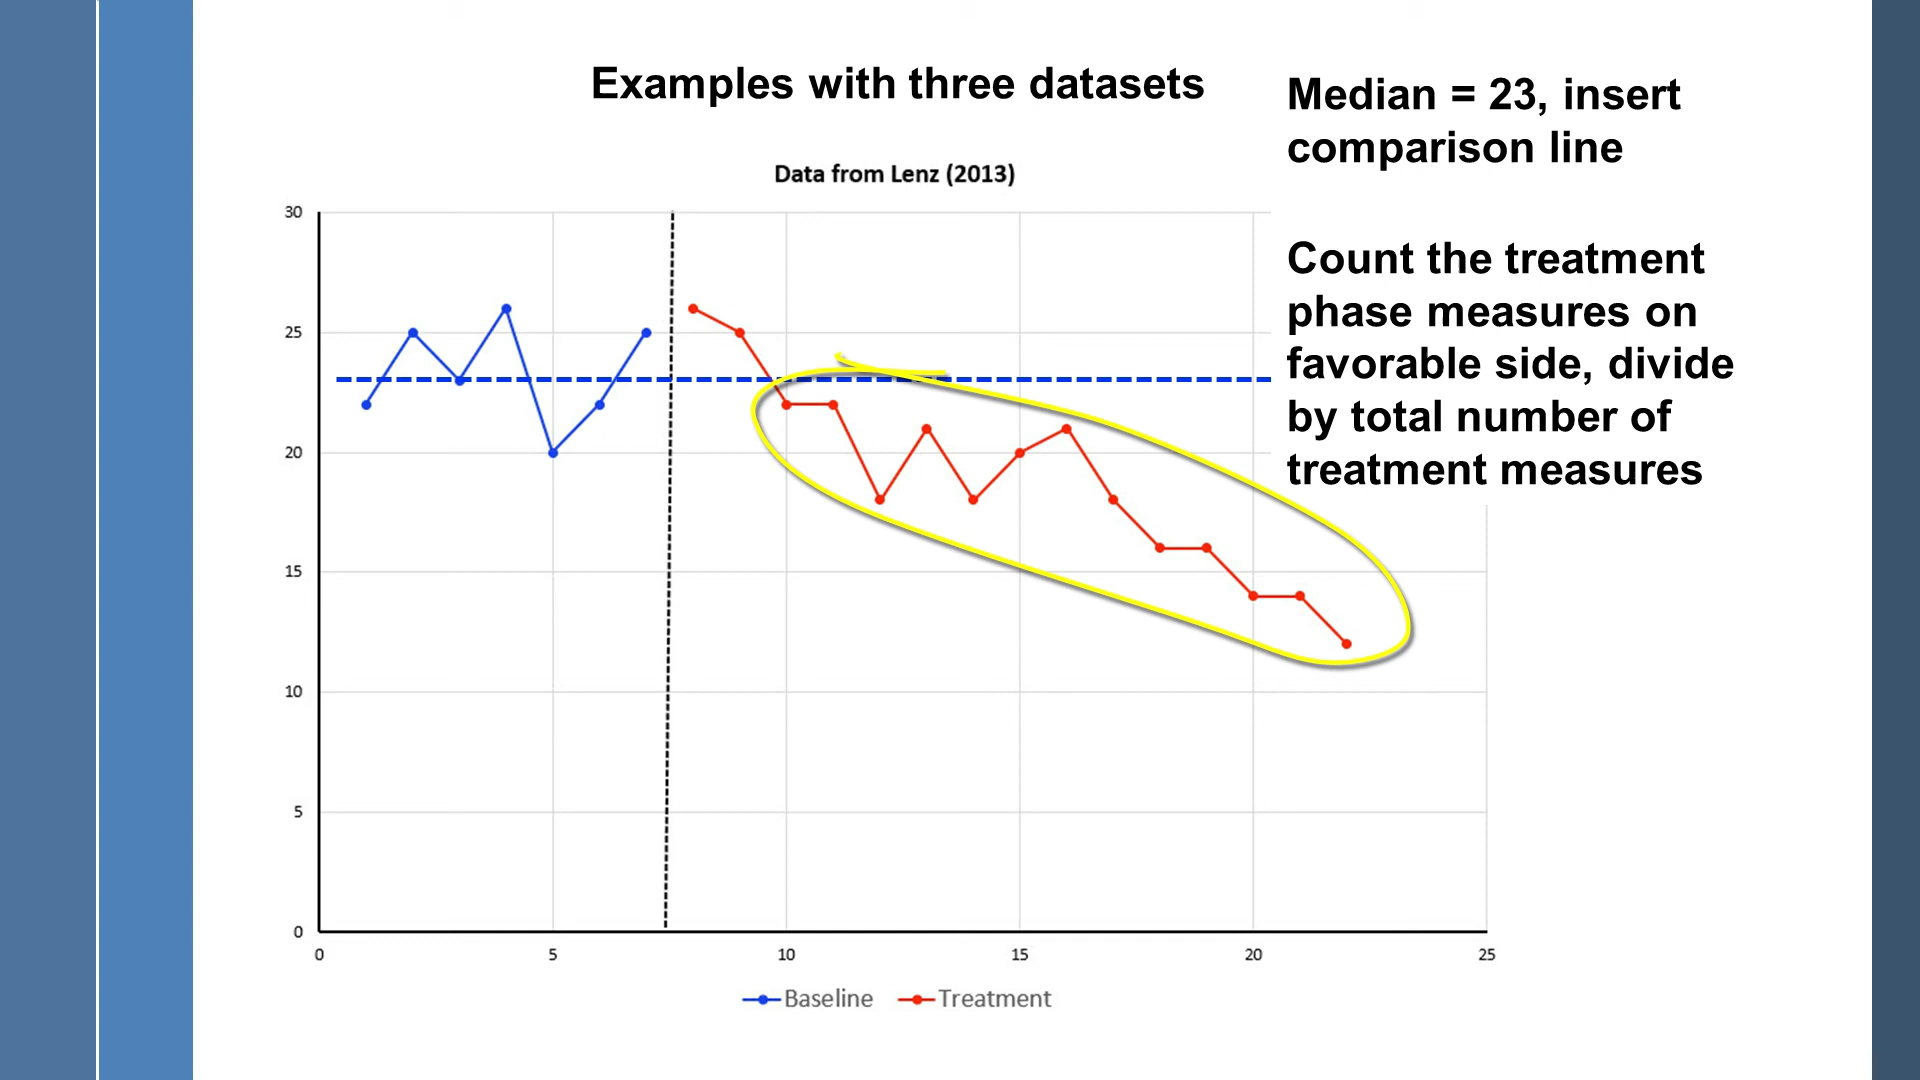 Examples with three datasets
Median = 23, insert
comparison line
Data from Lenz (2013)
Count the treatment
phase measures on
favorable side, divide
by total number of
treatment measures
30
25
20
15
10
5
0
0 5 10 15 20 25
Baseline Treatment